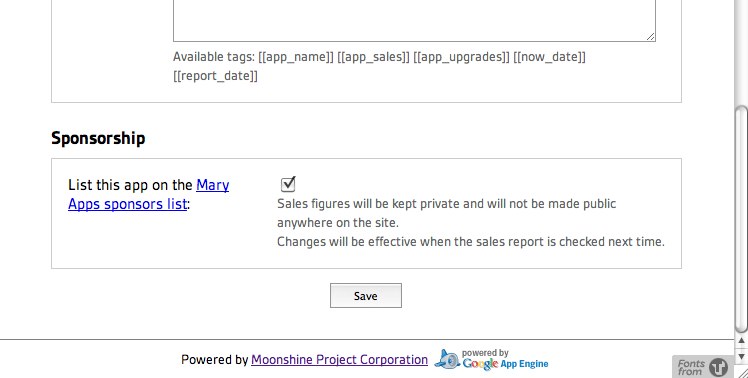 Available tags: [[app_name]] [[app_sales]] [[app_upgrades]] [[now_date]]
[[report_date]]
Sponsorship
List this app on the Mary
Apps sponsors list:
Sales figures will be kept private and will not be made public
anywhere on the site.
Changes will be effective when the sales report is checked next time.
Save
Powered by Moonshine Project Corporation
powered by
Google App Engine
Fonts
from